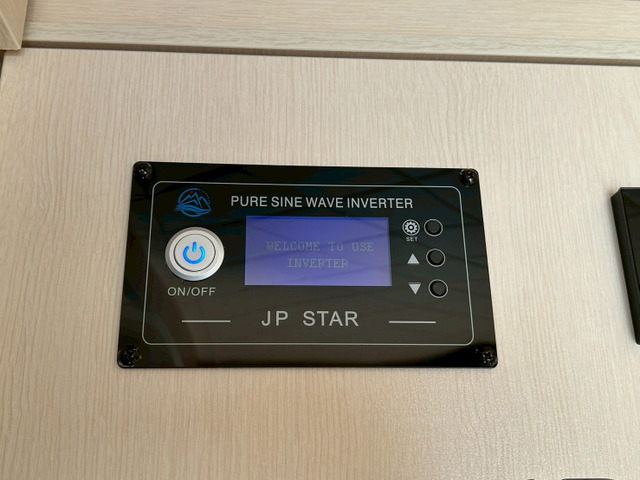 PURE SINE WAVE INVERTER
WELCOME TO USE
INVERTER
SET
ON/OFF
JP STAR